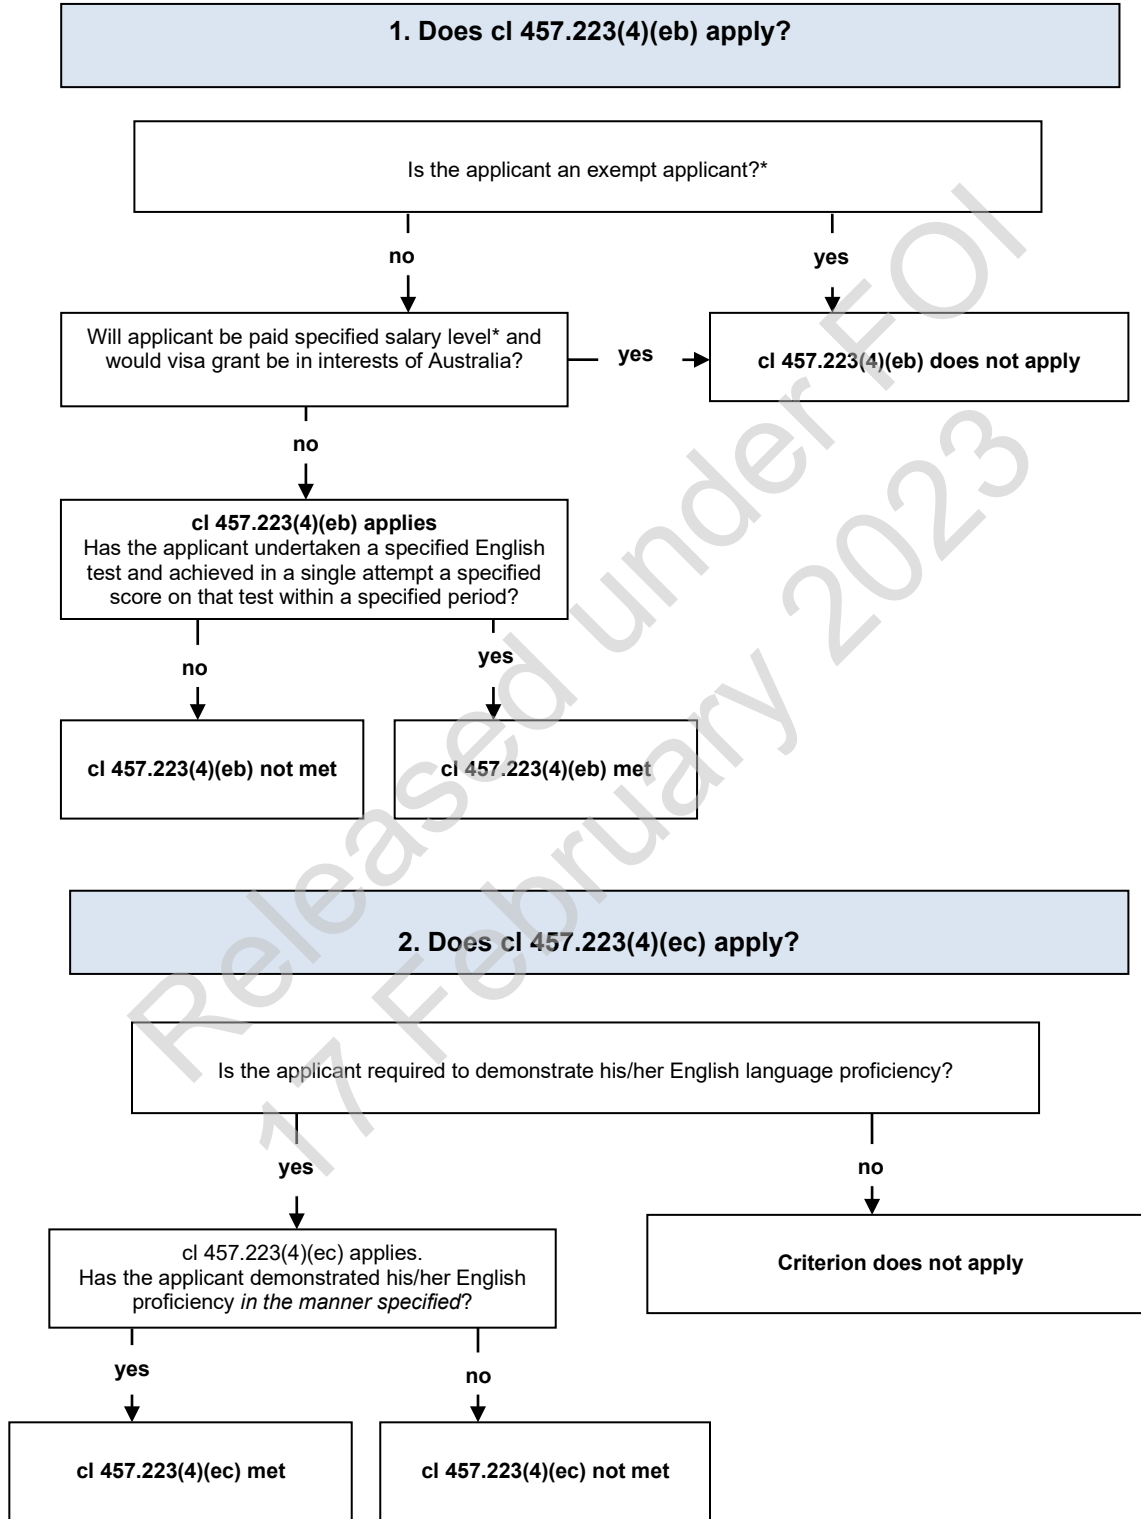 1. Does cl 457.223(4)(eb) apply?
Is the applicant an exempt applicant?*
no
yes
Will applicant be paid specified salary level* and
would visa grant be in interests of Australia?
yes
cl 457.223(4)(eb) does not apply
no
cl 457.223(4)(eb) applies
Has the applicant undertaken a specified English
test and achieved in a single attempt a specified
score on that test within a specified period?
no
yes
cl 457.223(4)(eb) not met
cl 457.223(4)(eb) met
2. Does cl 457.223(4)(ec) apply?
Is the applicant required to demonstrate his/her English language proficiency?
yes
no
cl 457.223(4)(ec) applies.
Has the applicant demonstrated his/her English
proficiency in the manner specified?
Criterion does not apply
yes
no
cl 457.223(4)(ec) met
cl 457.223(4)(ec) not met
Released under FOI
17 February 2023